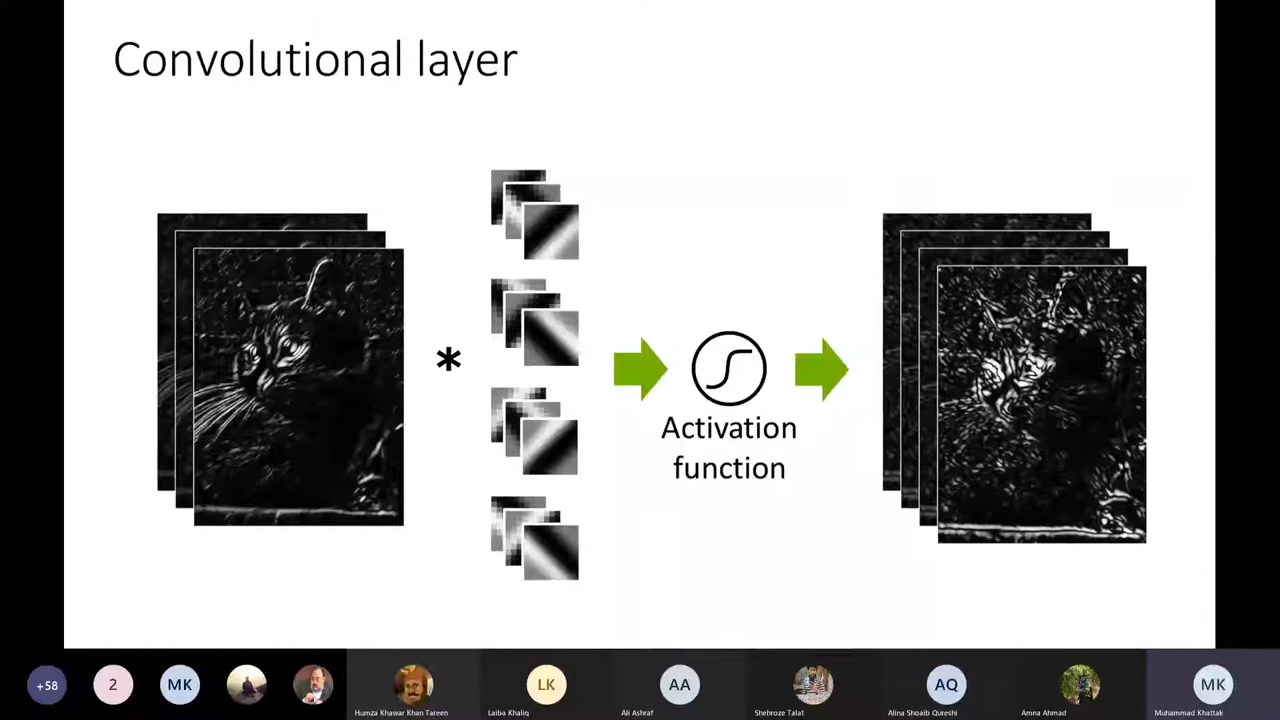 Convolutional layer
*
Activation
function
+58
2
MK
LK
AA
AQ
MK
Humza Khawar Khan Tareen
Laiba Khaliq
Ali Ashraf
Shehroze Talat
Alina Shoaib Qureshi
Amna Ahmad
Muhammad Khattak